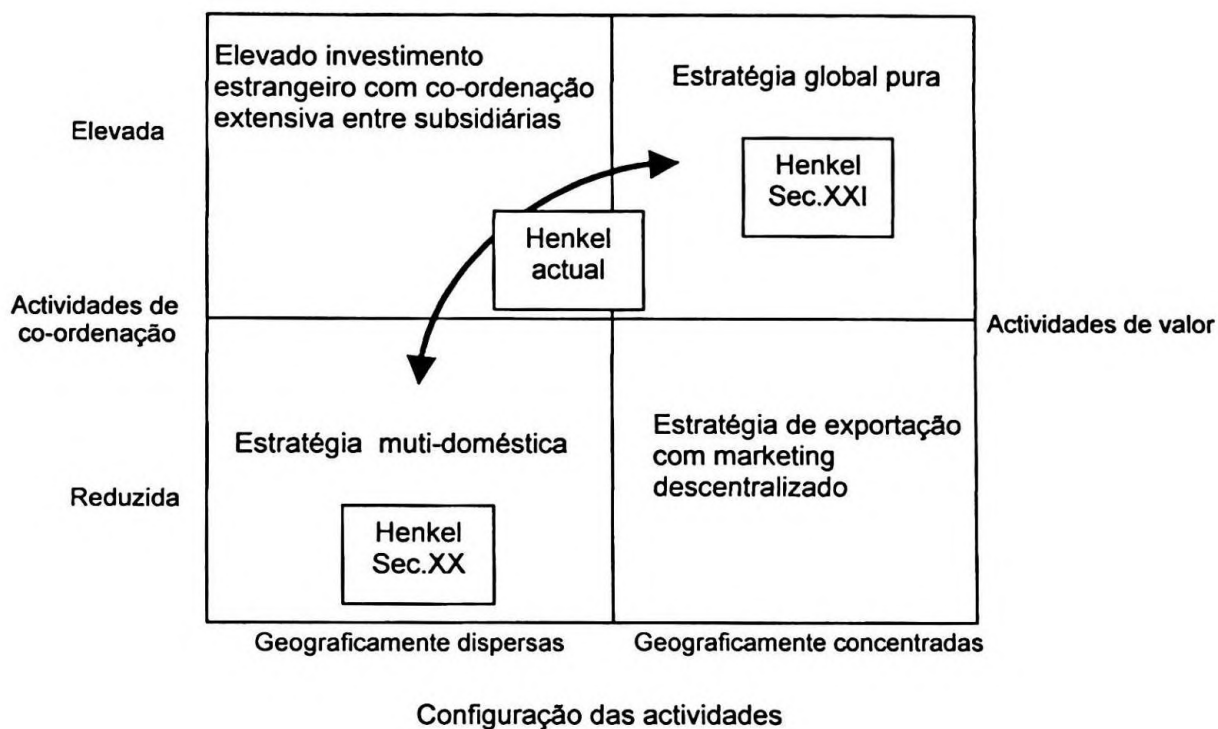 Elevado investimento
estrangeiro com co-ordenação
extensiva entre subsidiárias
Estratégia global pura
Elevada
Henkel
Sec.XXI
Henkel
actual
Actividades de
co-ordenação
Actividades de valor
Estratégia muti-doméstica
Estratégia de exportação
com marketing
descentralizado
Reduzida
Henkel
Sec.XX
Geograficamente dispersas
Geograficamente concentradas
Configuração das actividades